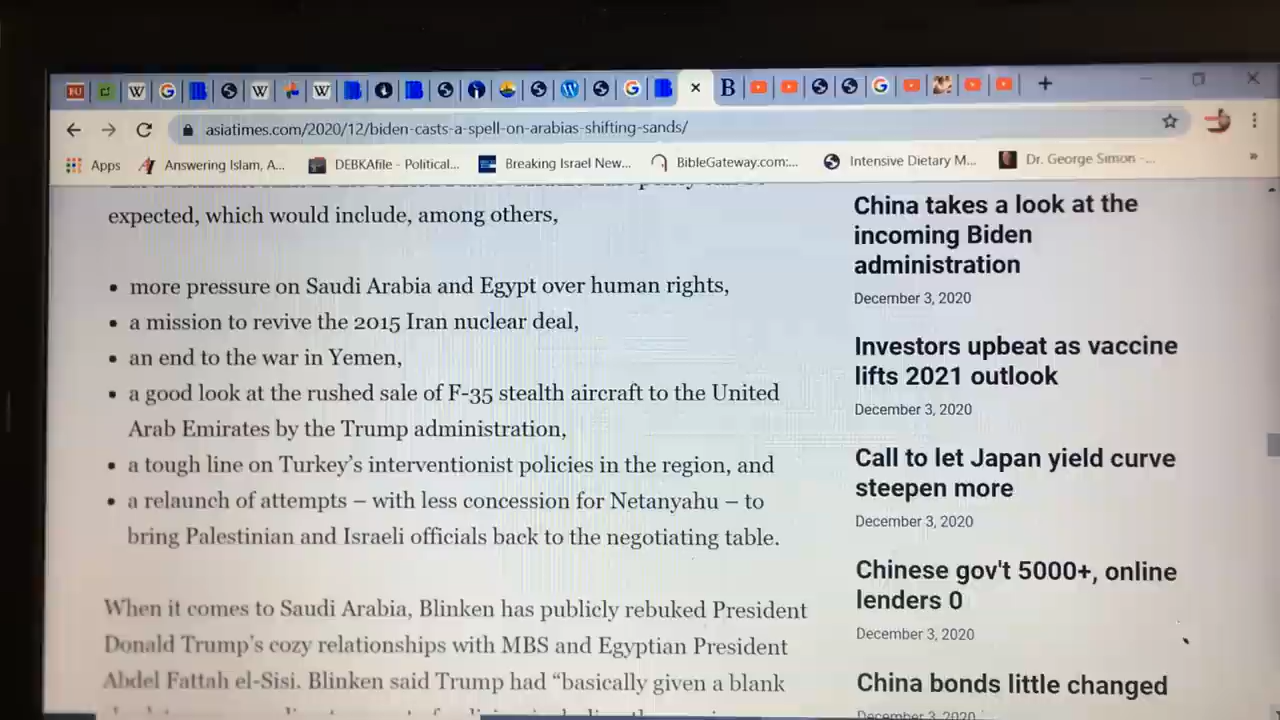 asiatimes.com/2020/12/biden-casts-a-spell-on-arabias-shifting-sands/
Apps
Answering Islam, A...
DEBKAfile - Political...
Breaking Israel New...
BibleGateway.com:...
Intensive Dietary M...
Dr. George Simon -...
expected, which would include, among others,
• more pressure on Saudi Arabia and Egypt over human rights,
• a mission to revive the 2015 Iran nuclear deal,
• an end to the war in Yemen,
• a good look at the rushed sale of F-35 stealth aircraft to the United
Arab Emirates by the Trump administration,
• a tough line on Turkey's interventionist policies in the region, and
• a relaunch of attempts – with less concession for Netanyahu – to
bring Palestinian and Israeli officials back to the negotiating table.
When it comes to Saudi Arabia, Blinken has publicly rebuked President
Donald Trump's cozy relationships with MBS and Egyptian President
Abdel Fattah el-Sisi. Blinken said Trump had “basically given a blank
China takes a look at the
incoming Biden
administration
December 3, 2020
Investors upbeat as vaccine
lifts 2021 outlook
December 3, 2020
Call to let Japan yield curve
steepen more
December 3, 2020
Chinese gov't 5000+, online
lenders 0
December 3, 2020
China bonds little changed
December 3, 2020